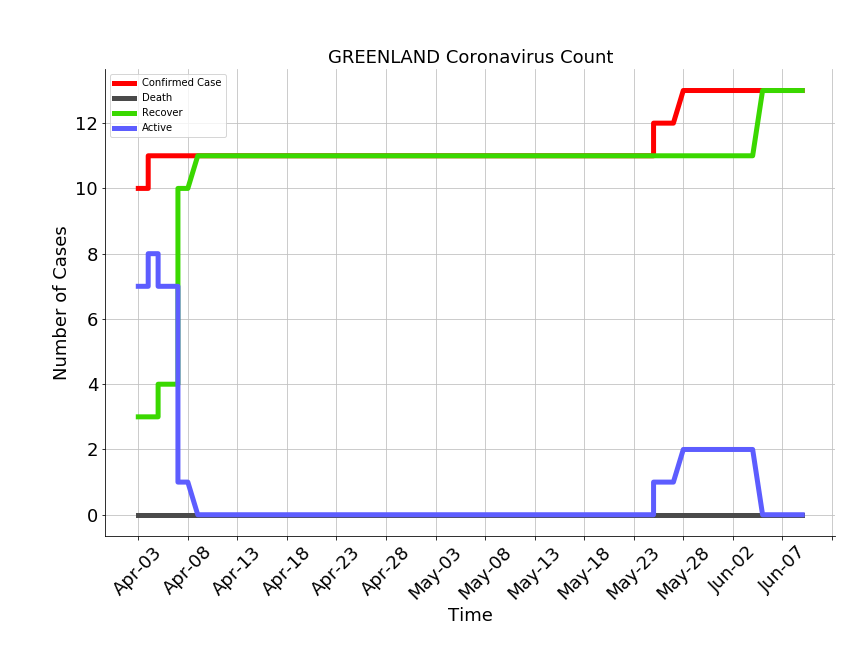 GREENLAND Coronavirus Count
Confirmed Case
Death
Recover
Active
Number of Cases
12
10
8
6
4
2
0
Apr-03
Apr-08
Apr-13
Apr-18
Apr-23
Apr-28
May-03
May-08
May-13
May-18
May-23
May-28
Jun-02
Jun-07
Time